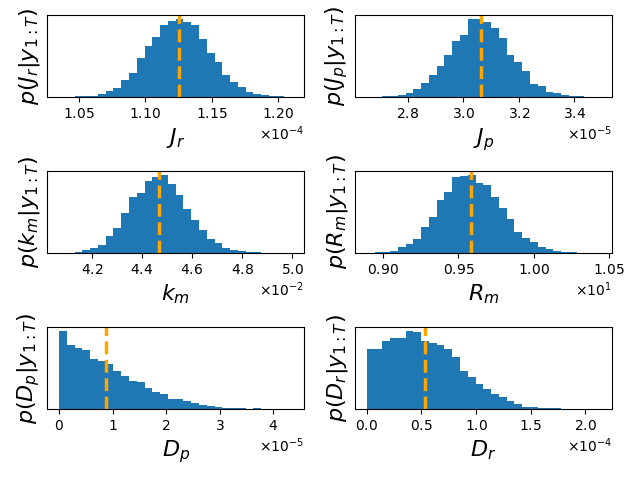 p(J_r|y_{1:T})
1.05 1.10 1.15 1.20
×10^{-4}
J_r
p(J_p|y_{1:T})
2.8 3.0 3.2 3.4
×10^{-5}
J_p
p(k_m|y_{1:T})
4.2 4.4 4.6 4.8 5.0
×10^{-2}
k_m
p(R_m|y_{1:T})
0.90 0.95 1.00 1.05
×10^{1}
R_m
p(D_p|y_{1:T})
0 1 2 3 4
×10^{-5}
D_p
p(D_r|y_{1:T})
0.0 0.5 1.0 1.5 2.0
×10^{-4}
D_r